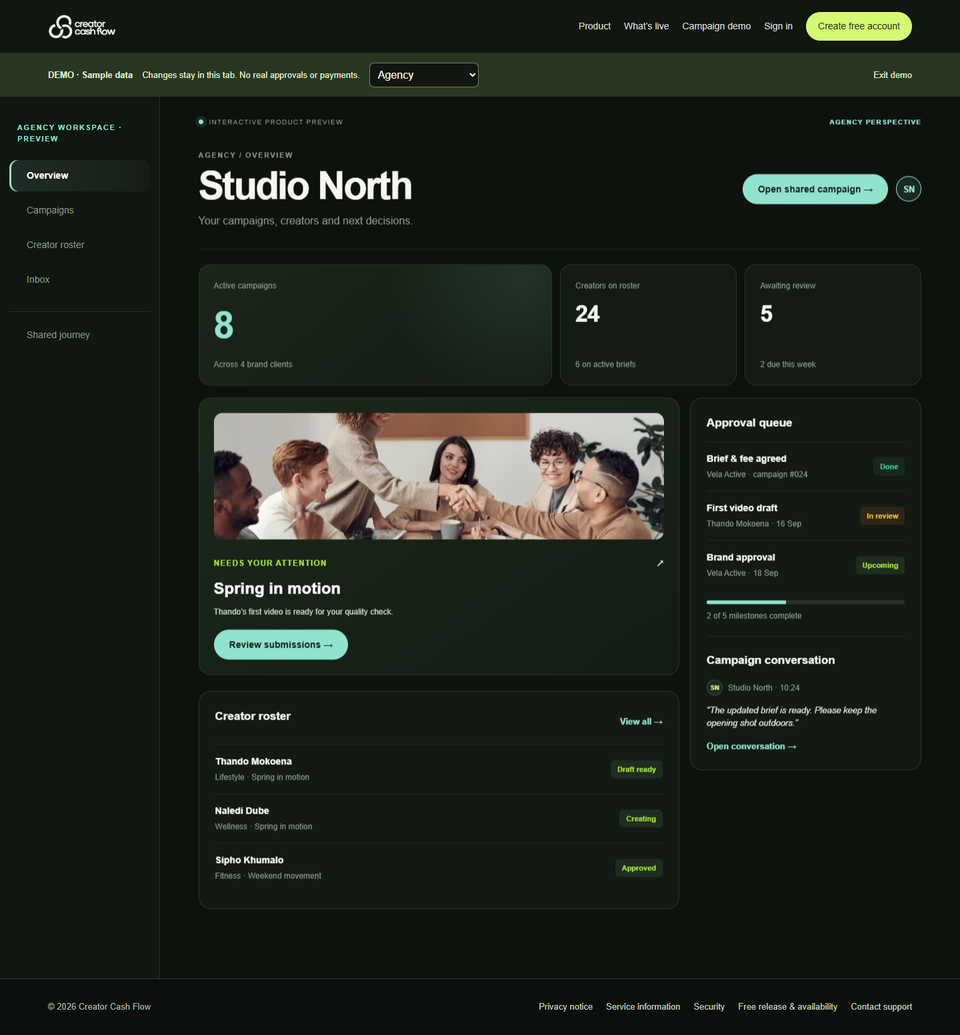 creator
cash flow
Product
What's live
Campaign demo
Sign in
Create free account
DEMO · Sample data
Changes stay in this tab. No real approvals or payments.
Agency
Exit demo
AGENCY WORKSPACE ·
PREVIEW
Overview
Campaigns
Creator roster
Inbox
Shared journey
INTERACTIVE PRODUCT PREVIEW
AGENCY PERSPECTIVE
AGENCY / OVERVIEW
Studio North
Your campaigns, creators and next decisions.
Open shared campaign →
SN
Active campaigns
8
Across 4 brand clients
Creators on roster
24
6 on active briefs
Awaiting review
5
2 due this week
NEEDS YOUR ATTENTION
↗
Spring in motion
Thando's first video is ready for your quality check.
Review submissions →
Creator roster
View all →
Thando Mokoena
Lifestyle · Spring in motion
Draft ready
Naledi Dube
Wellness · Spring in motion
Creating
Sipho Khumalo
Fitness · Weekend movement
Approved
Approval queue
Brief & fee agreed
Vela Active · campaign #024
Done
First video draft
Thando Mokoena · 16 Sep
In review
Brand approval
Vela Active · 18 Sep
Upcoming
2 of 5 milestones complete
Campaign conversation
SN
Studio North · 10:24
"The updated brief is ready. Please keep the
opening shot outdoors."
Open conversation →
© 2026 Creator Cash Flow
Privacy notice
Service information
Security
Free release & availability
Contact support